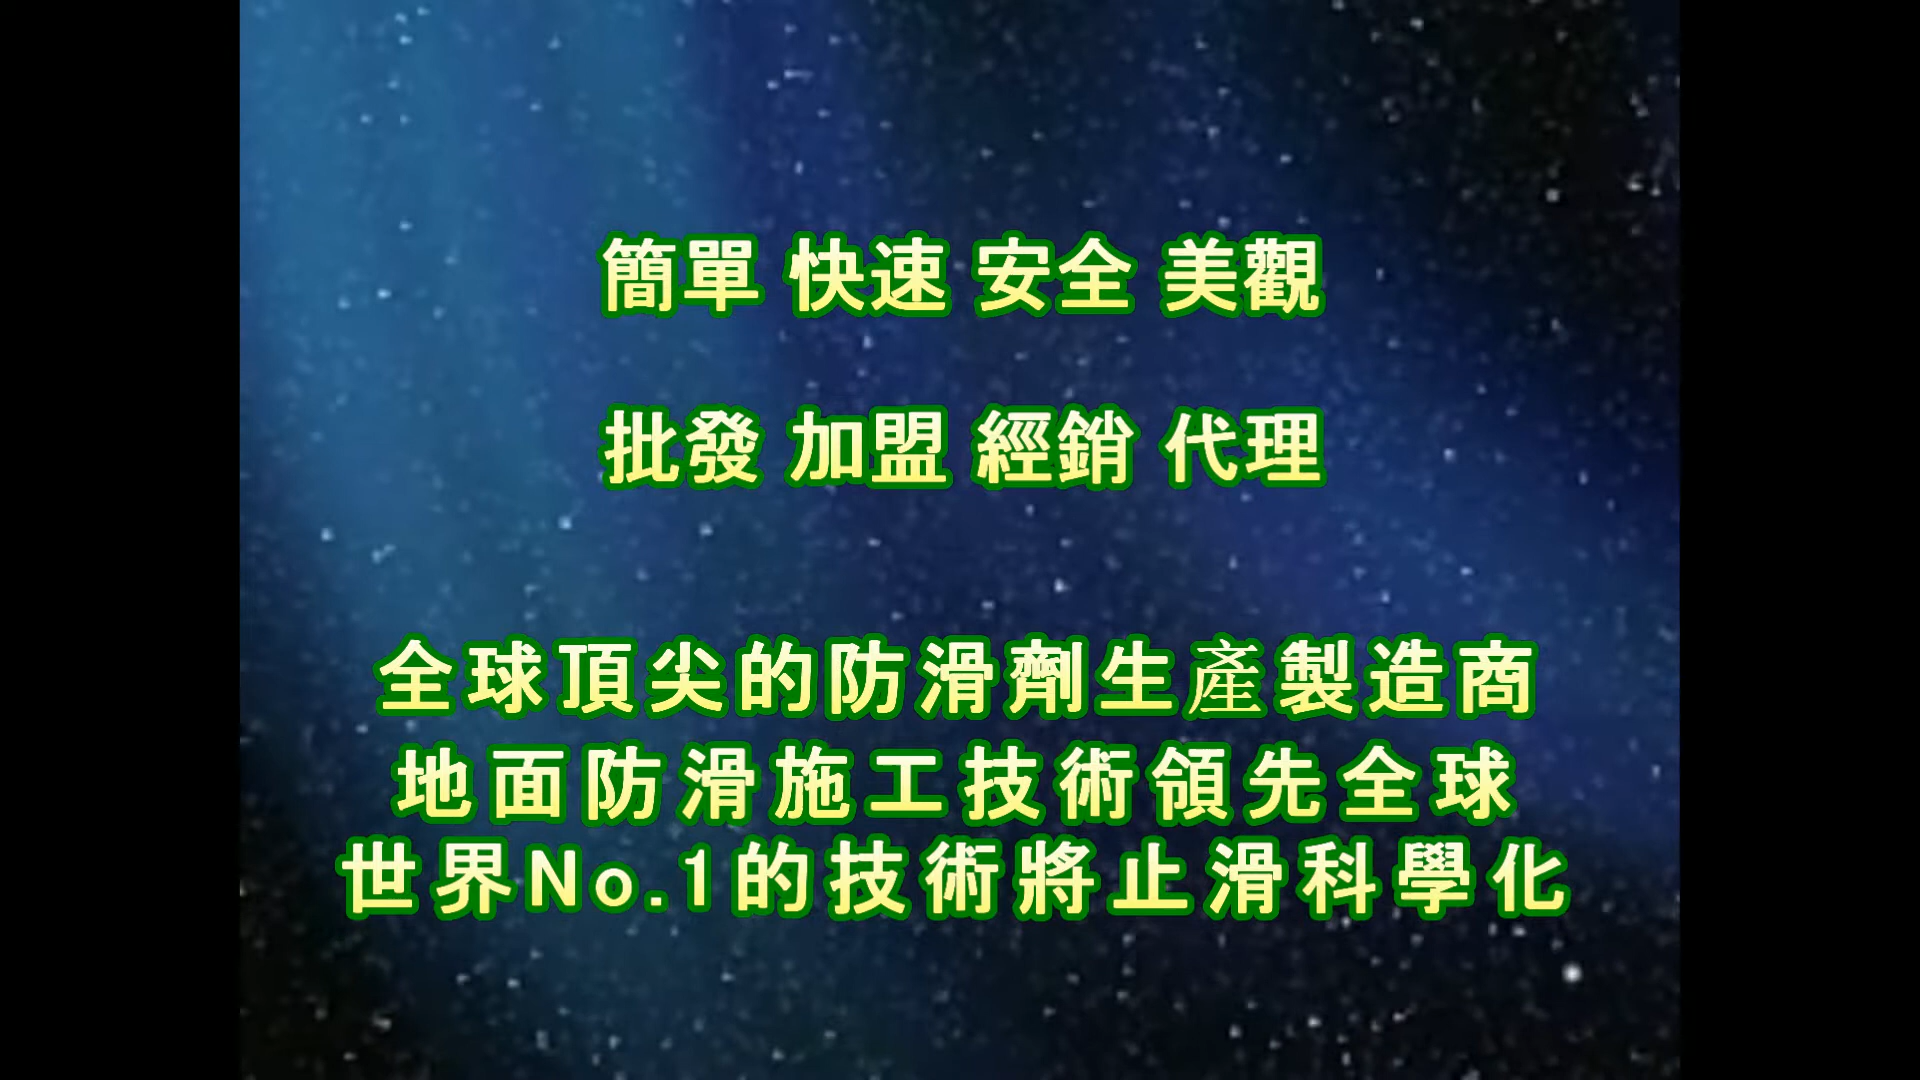 簡單 快速 安全 美觀
批發 加盟 經銷 代理
全球頂尖的防滑劑生產製造商
地面防滑施工技術領先全球
世界No.1的技術將止滑科學化